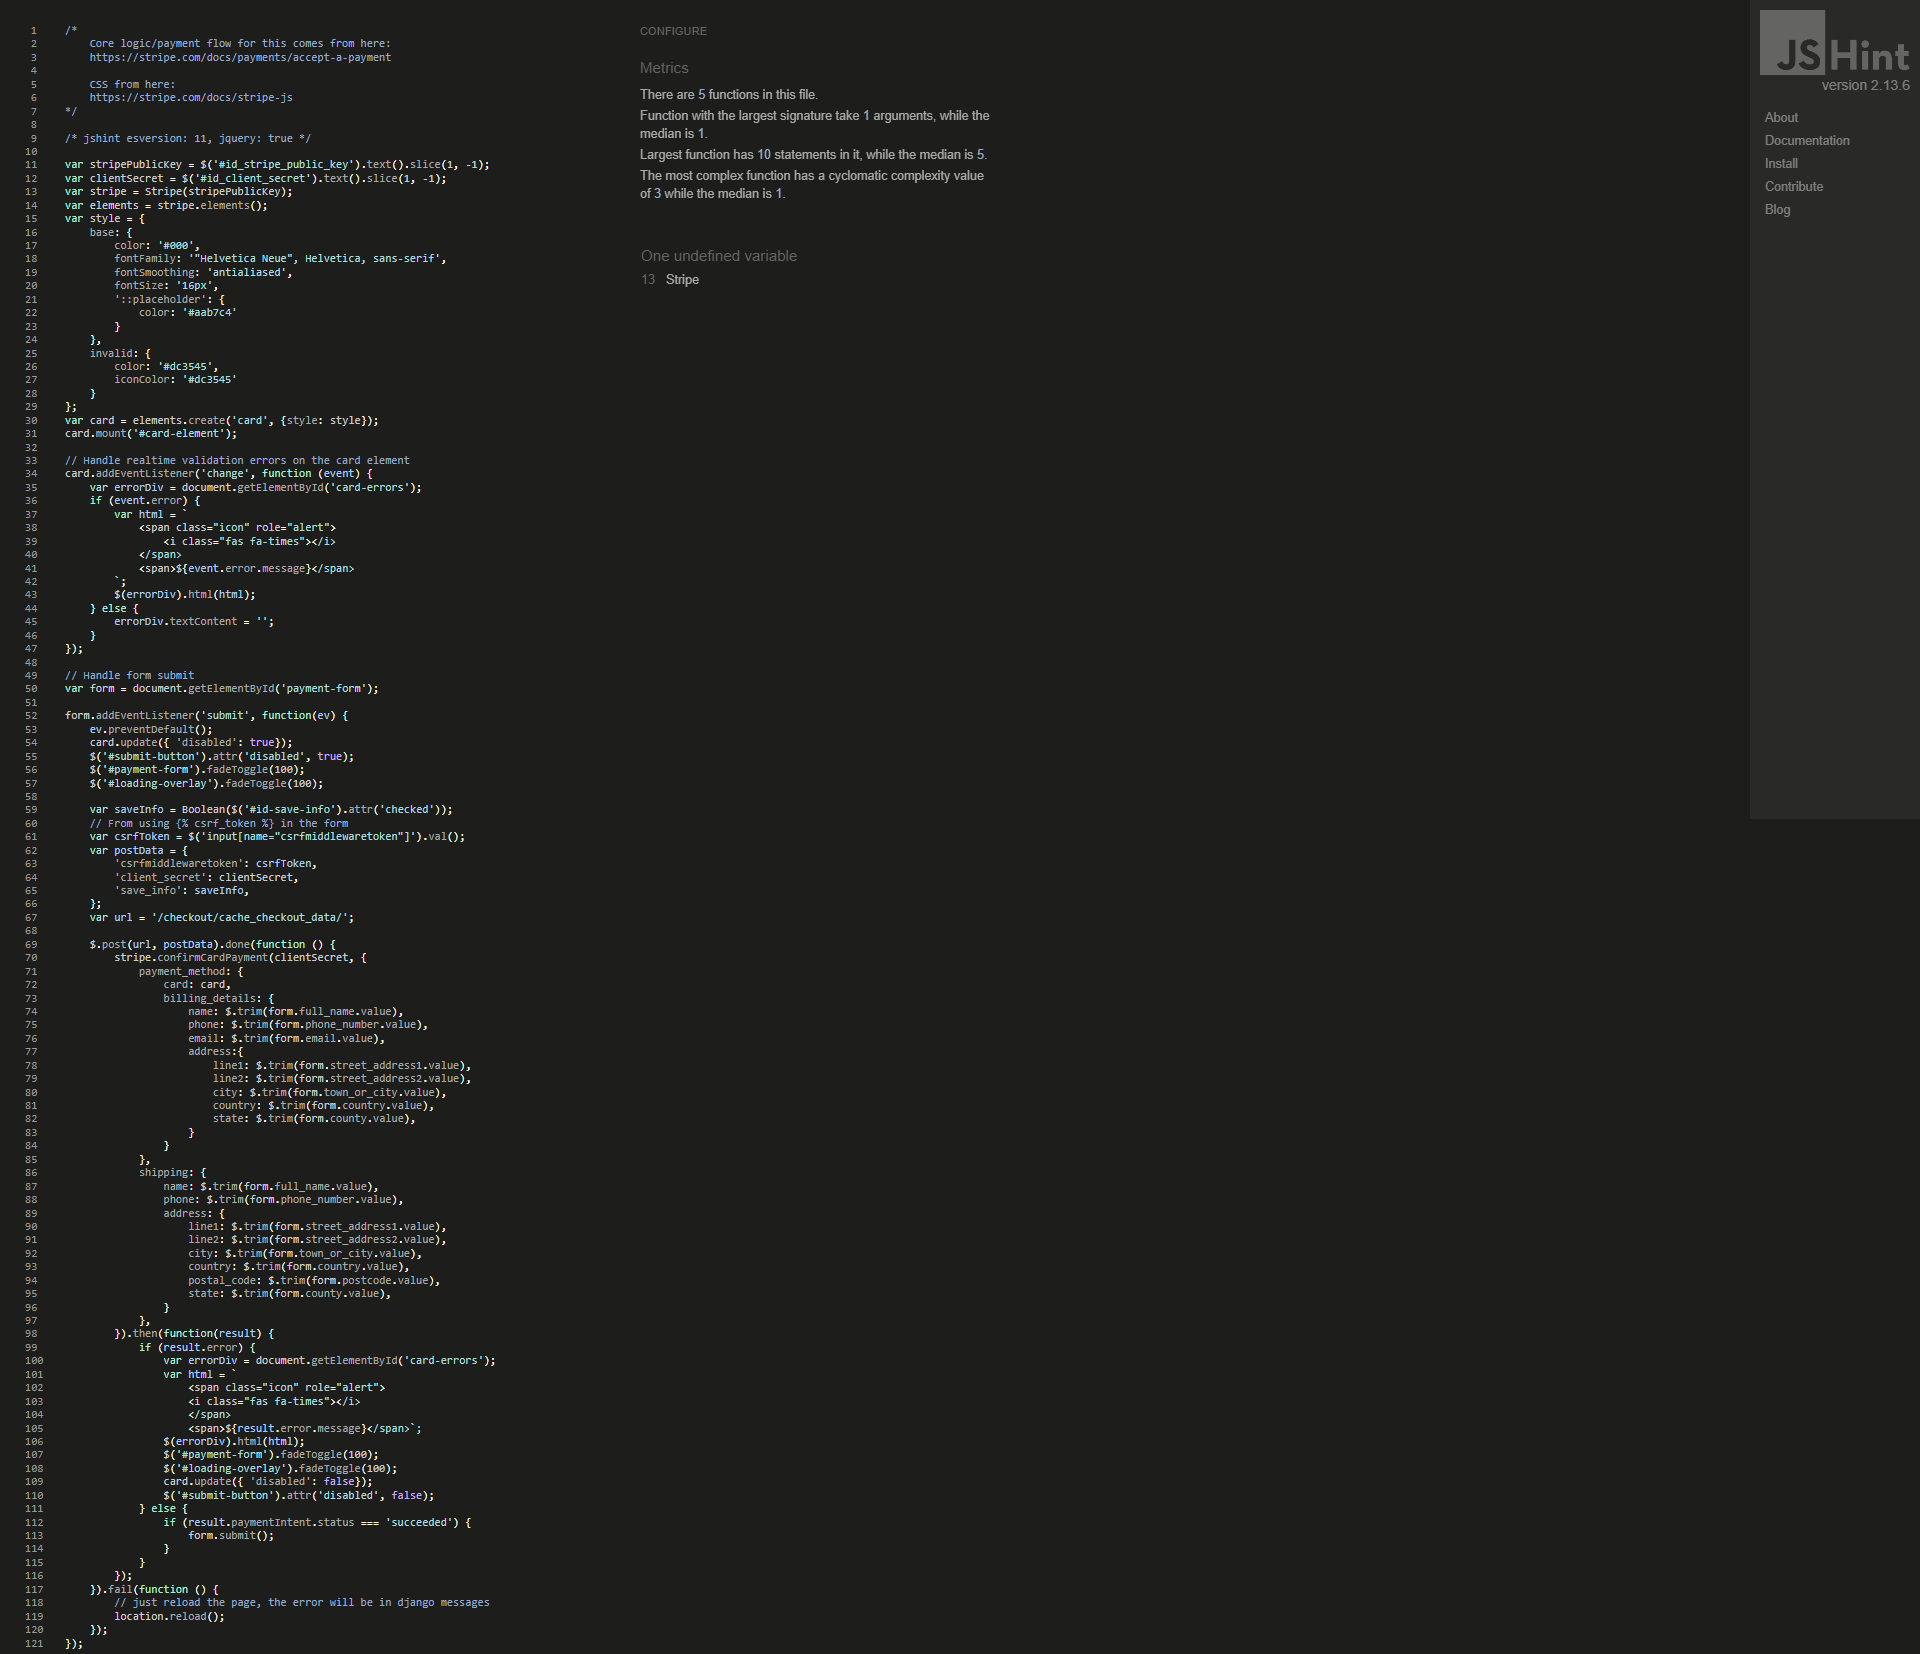 1 /*
2 Core logic/payment flow for this comes from here:
3 https://stripe.com/docs/payments/accept-a-payment
4
5 CSS from here:
6 https://stripe.com/docs/stripe-js
7 */
8
9 /* jshint esversion: 11, jquery: true */
10
11 var stripePublicKey = $('#id_stripe_public_key').text().slice(1, -1);
12 var clientSecret = $('#id_client_secret').text().slice(1, -1);
13 var stripe = Stripe(stripePublicKey);
14 var elements = stripe.elements();
15 var style = {
16 base: {
17 color: '#000',
18 fontFamily: '"Helvetica Neue", Helvetica, sans-serif',
19 fontSmoothing: 'antialiased',
20 fontSize: '16px',
21 '::placeholder': {
22 color: '#aab7c4'
23 }
24 },
25 invalid: {
26 color: '#dc3545',
27 iconColor: '#dc3545'
28 }
29 };
30 var card = elements.create('card', {style: style});
31 card.mount('#card-element');
32
33 // Handle realtime validation errors on the card element
34 card.addEventListener('change', function (event) {
35 var errorDiv = document.getElementById('card-errors');
36 if (event.error) {
37 var html = `
38 <span class="icon" role="alert">
39 <i class="fas fa-times"></i>
40 </span>
41 <span>${event.error.message}</span>
42 `;
43 $(errorDiv).html(html);
44 } else {
45 errorDiv.textContent = '';
46 }
47 });
48
49 // Handle form submit
50 var form = document.getElementById('payment-form');
51
52 form.addEventListener('submit', function(ev) {
53 ev.preventDefault();
54 card.update({ 'disabled': true});
55 $('#submit-button').attr('disabled', true);
56 $('#payment-form').fadeToggle(100);
57 $('#loading-overlay').fadeToggle(100);
58
59 var saveInfo = Boolean($('#id-save-info').attr('checked'));
60 // From using {% csrf_token %} in the form
61 var csrfToken = $('input[name="csrfmiddlewaretoken"]').val();
62 var postData = {
63 'csrfmiddlewaretoken': csrfToken,
64 'client_secret': clientSecret,
65 'save_info': saveInfo,
66 };
67 var url = '/checkout/cache_checkout_data/';
68
69 $.post(url, postData).done(function () {
70 stripe.confirmCardPayment(clientSecret, {
71 payment_method: {
72 card: card,
73 billing_details: {
74 name: $.trim(form.full_name.value),
75 phone: $.trim(form.phone_number.value),
76 email: $.trim(form.email.value),
77 address:{
78 line1: $.trim(form.street_address1.value),
79 line2: $.trim(form.street_address2.value),
80 city: $.trim(form.town_or_city.value),
81 country: $.trim(form.country.value),
82 state: $.trim(form.county.value),
83 }
84 }
85 },
86 shipping: {
87 name: $.trim(form.full_name.value),
88 phone: $.trim(form.phone_number.value),
89 address: {
90 line1: $.trim(form.street_address1.value),
91 line2: $.trim(form.street_address2.value),
92 city: $.trim(form.town_or_city.value),
93 country: $.trim(form.country.value),
94 postal_code: $.trim(form.postcode.value),
95 state: $.trim(form.county.value),
96 }
97 },
98 }).then(function(result) {
99 if (result.error) {
100 var errorDiv = document.getElementById('card-errors');
101 var html = `
102 <span class="icon" role="alert">
103 <i class="fas fa-times"></i>
104 </span>
105 <span>${result.error.message}</span>`;
106 $(errorDiv).html(html);
107 $('#payment-form').fadeToggle(100);
108 $('#loading-overlay').fadeToggle(100);
109 card.update({ 'disabled': false});
110 $('#submit-button').attr('disabled', false);
111 } else {
112 if (result.paymentIntent.status === 'succeeded') {
113 form.submit();
114 }
115 }
116 });
117 }).fail(function () {
118 // just reload the page, the error will be in django messages
119 location.reload();
120 });
121 });
CONFIGURE
Metrics
There are 5 functions in this file.
Function with the largest signature take 1 arguments, while the
median is 1.
Largest function has 10 statements in it, while the median is 5.
The most complex function has a cyclomatic complexity value
of 3 while the median is 1.
One undefined variable
13 Stripe
JSHint
version 2.13.6
About
Documentation
Install
Contribute
Blog